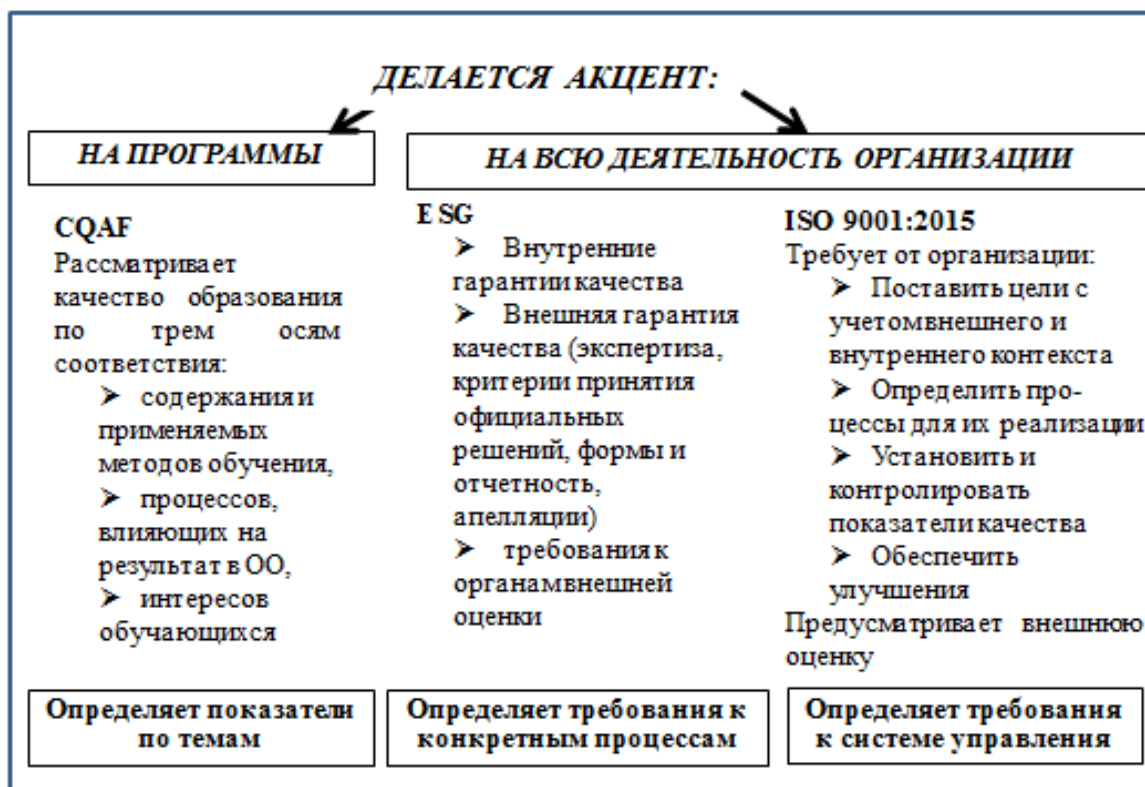 ДЕЛАЕТСЯ АКЦЕНТ:
НА ПРОГРАММЫ
НА ВСЮ ДЕЯТЕЛЬНОСТЬ ОРГАНИЗАЦИИ
CQAF
Рассматривает
качество образования
по трем осям
соответствия:
➢ содержания и
применяемых
методов обучения,
➢ процессов,
влияющих на
результат в ОО,
➢ интересов
обучающихся
Определяет показатели
по темам
ESG
➢ Внутренние
гарантии качества
➢ Внешняя гарантия
качества (экспертиза,
критерии принятия
официальных
решений, формы и
отчетность,
апелляции)
➢ требования к
органам внешней
оценки
Определяет требования к
конкретным процессам
ISO 9001:2015
Требует от организации:
➢ Поставить цели с
учетом внешнего и
внутреннего контекста
➢ Определить про-
цессы для их реализации
➢ Установить и
контролировать
показатели качества
➢ Обеспечить
улучшения
Предусматривает внешнюю
оценку
Определяет требования
к системе управления